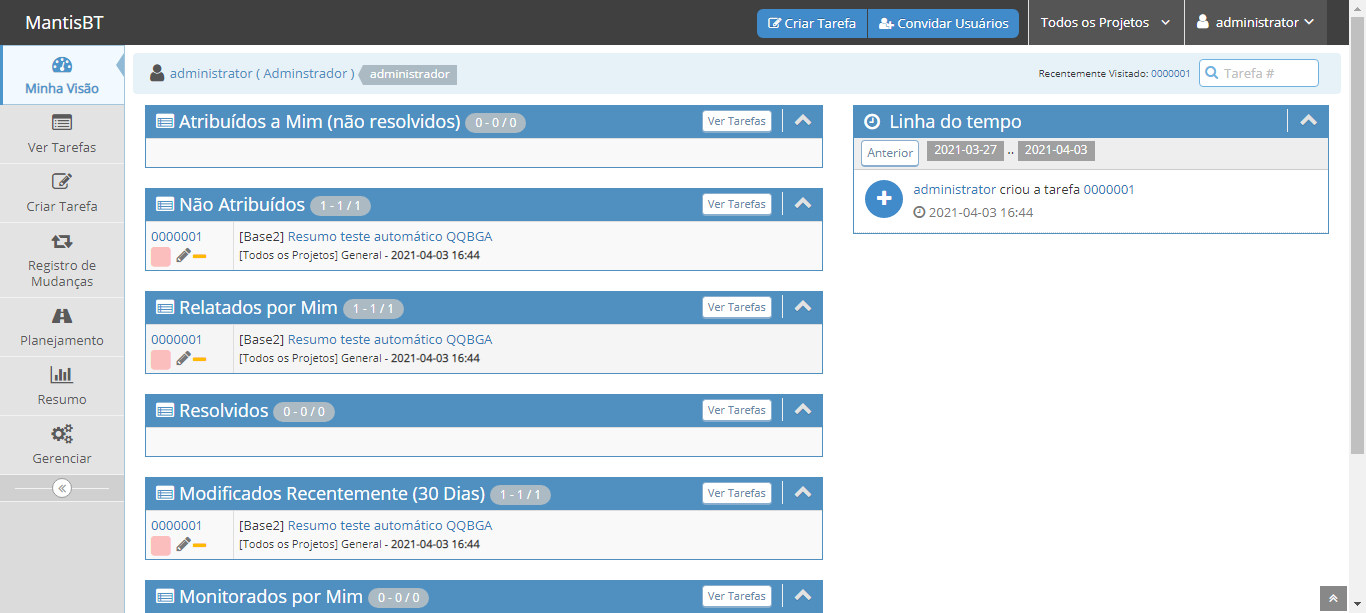 MantisBT
Criar Tarefa
Convidar Usuários
Todos os Projetos
administrator
Minha Visão
Ver Tarefas
Criar Tarefa
Registro de
Mudanças
Planejamento
Resumo
Gerenciar
administrator ( Adminstrador ) administrador
Recentemente Visitado: 0000001
Tarefa #
Atribuídos a Mim (não resolvidos) 0 - 0 / 0
Ver Tarefas
Não Atribuídos 1 - 1 / 1
Ver Tarefas
0000001
[Base2] Resumo teste automático QQBGA
[Todos os Projetos] General - 2021-04-03 16:44
Relatados por Mim 1 - 1 / 1
Ver Tarefas
0000001
[Base2] Resumo teste automático QQBGA
[Todos os Projetos] General - 2021-04-03 16:44
Resolvidos 0 - 0 / 0
Ver Tarefas
Modificados Recentemente (30 Dias) 1 - 1 / 1
Ver Tarefas
0000001
[Base2] Resumo teste automático QQBGA
[Todos os Projetos] General - 2021-04-03 16:44
Monitorados por Mim 0 - 0 / 0
Ver Tarefas
Linha do tempo
Anterior 2021-03-27 .. 2021-04-03
administrator criou a tarefa 0000001
2021-04-03 16:44